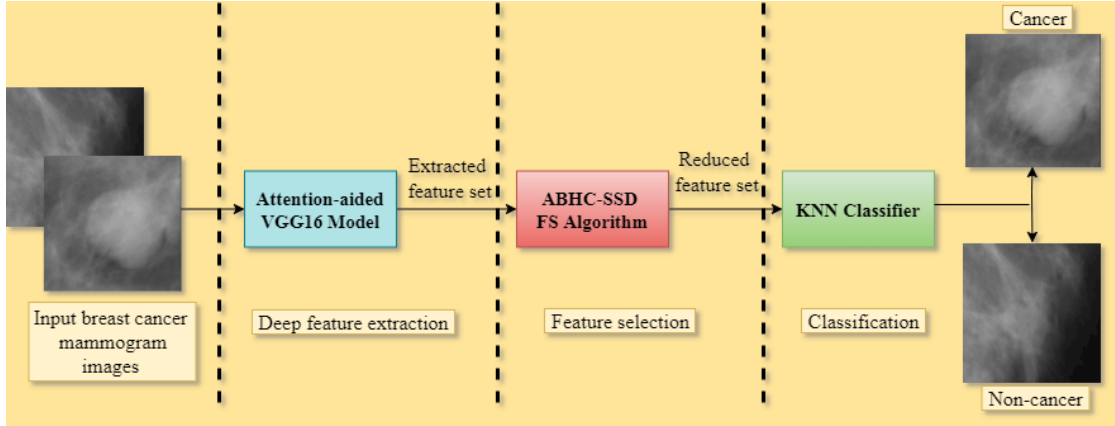 Cancer
Extracted
feature set
Reduced
feature set
Attention-aided
VGG16 Model
ABHC-SSD
FS Algorithm
KNN Classifier
Input breast cancer
mammogram
images
Deep feature extraction
Feature selection
Classification
Non-cancer